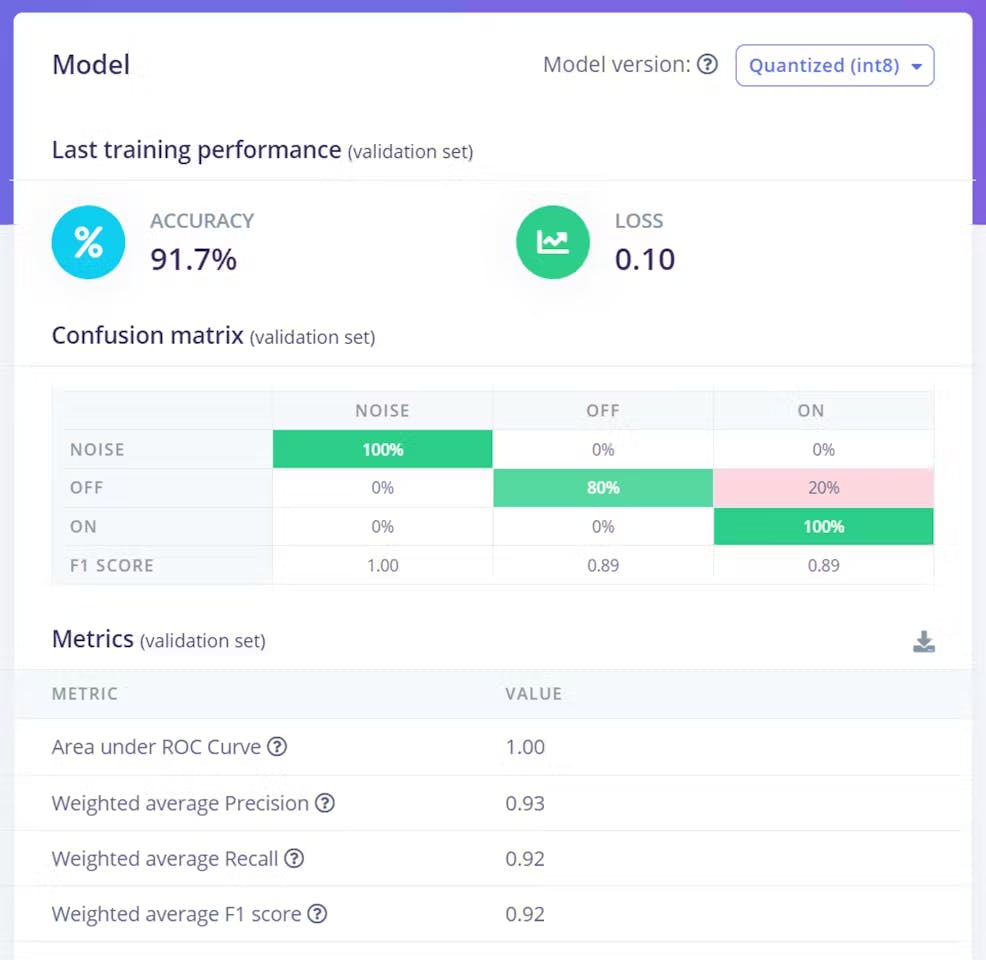 Model
Model version: Quantized (int8)
Last training performance (validation set)
%
ACCURACY
91.7%
LOSS
0.10
Confusion matrix (validation set)
NOISE OFF ON
NOISE 100% 0% 0%
OFF 0% 80% 20%
ON 0% 0% 100%
F1 SCORE 1.00 0.89 0.89
Metrics (validation set)
METRIC VALUE
Area under ROC Curve ? 1.00
Weighted average Precision ? 0.93
Weighted average Recall ? 0.92
Weighted average F1 score ? 0.92